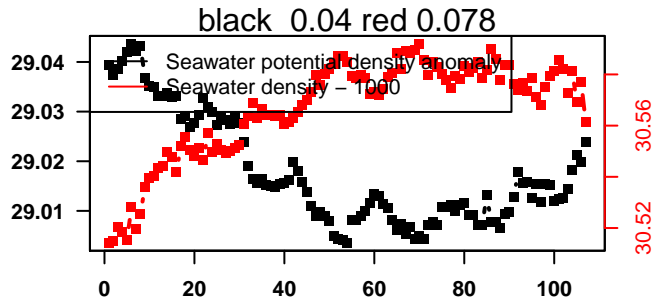 black 0.04 red 0.078
Seawater potential density anomaly
Seawater density − 1000
29.04
29.03
29.02
29.01
30.56
30.52
0 20 40 60 80 100